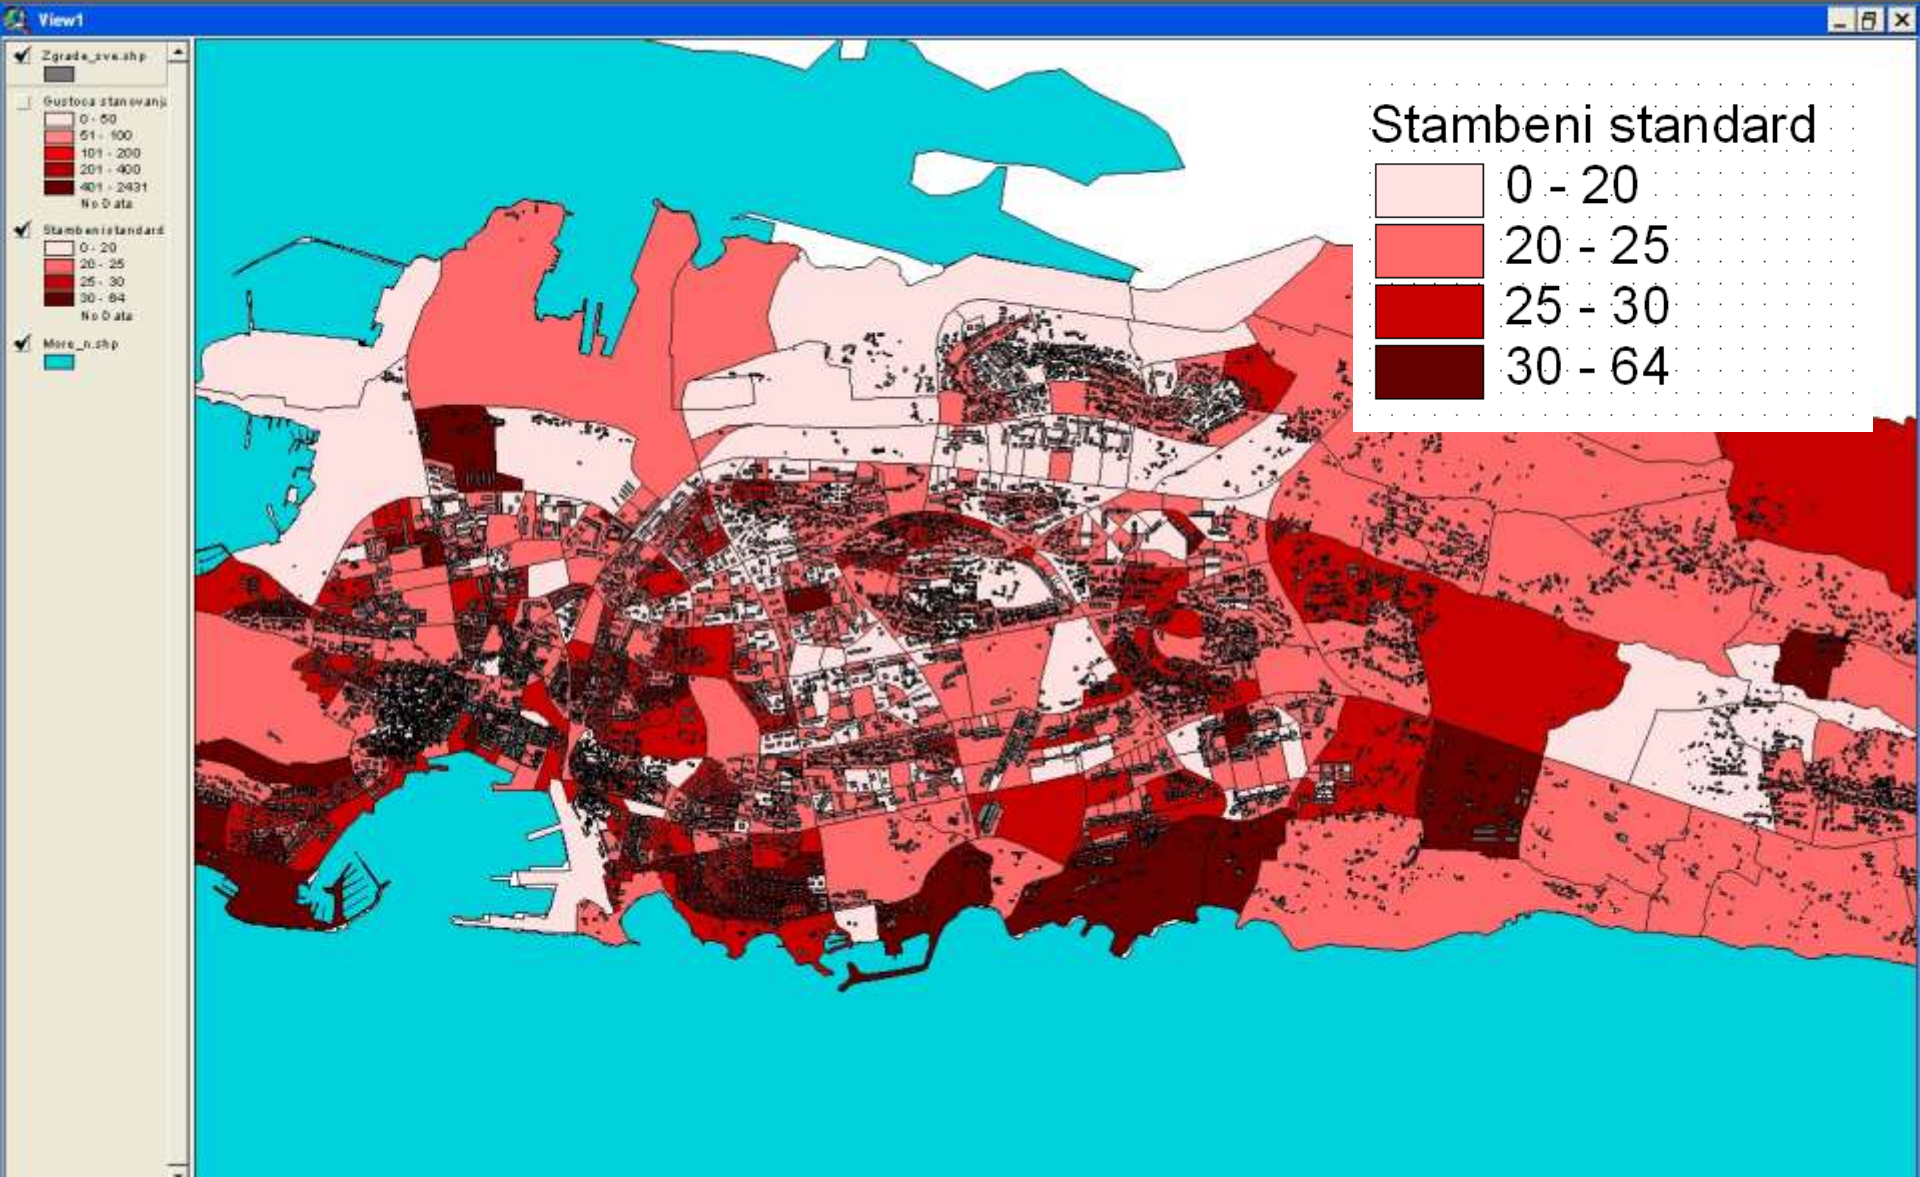 View1
Zgrada_sve.shp
Gustoca stanovanj
0 - 50
51 - 100
101 - 200
201 - 400
401 - 2431
No Data
Stambeni standard
0 - 20
20 - 25
25 - 30
30 - 64
No Data
More_n.shp
Stambeni standard
0 - 20
20 - 25
25 - 30
30 - 64